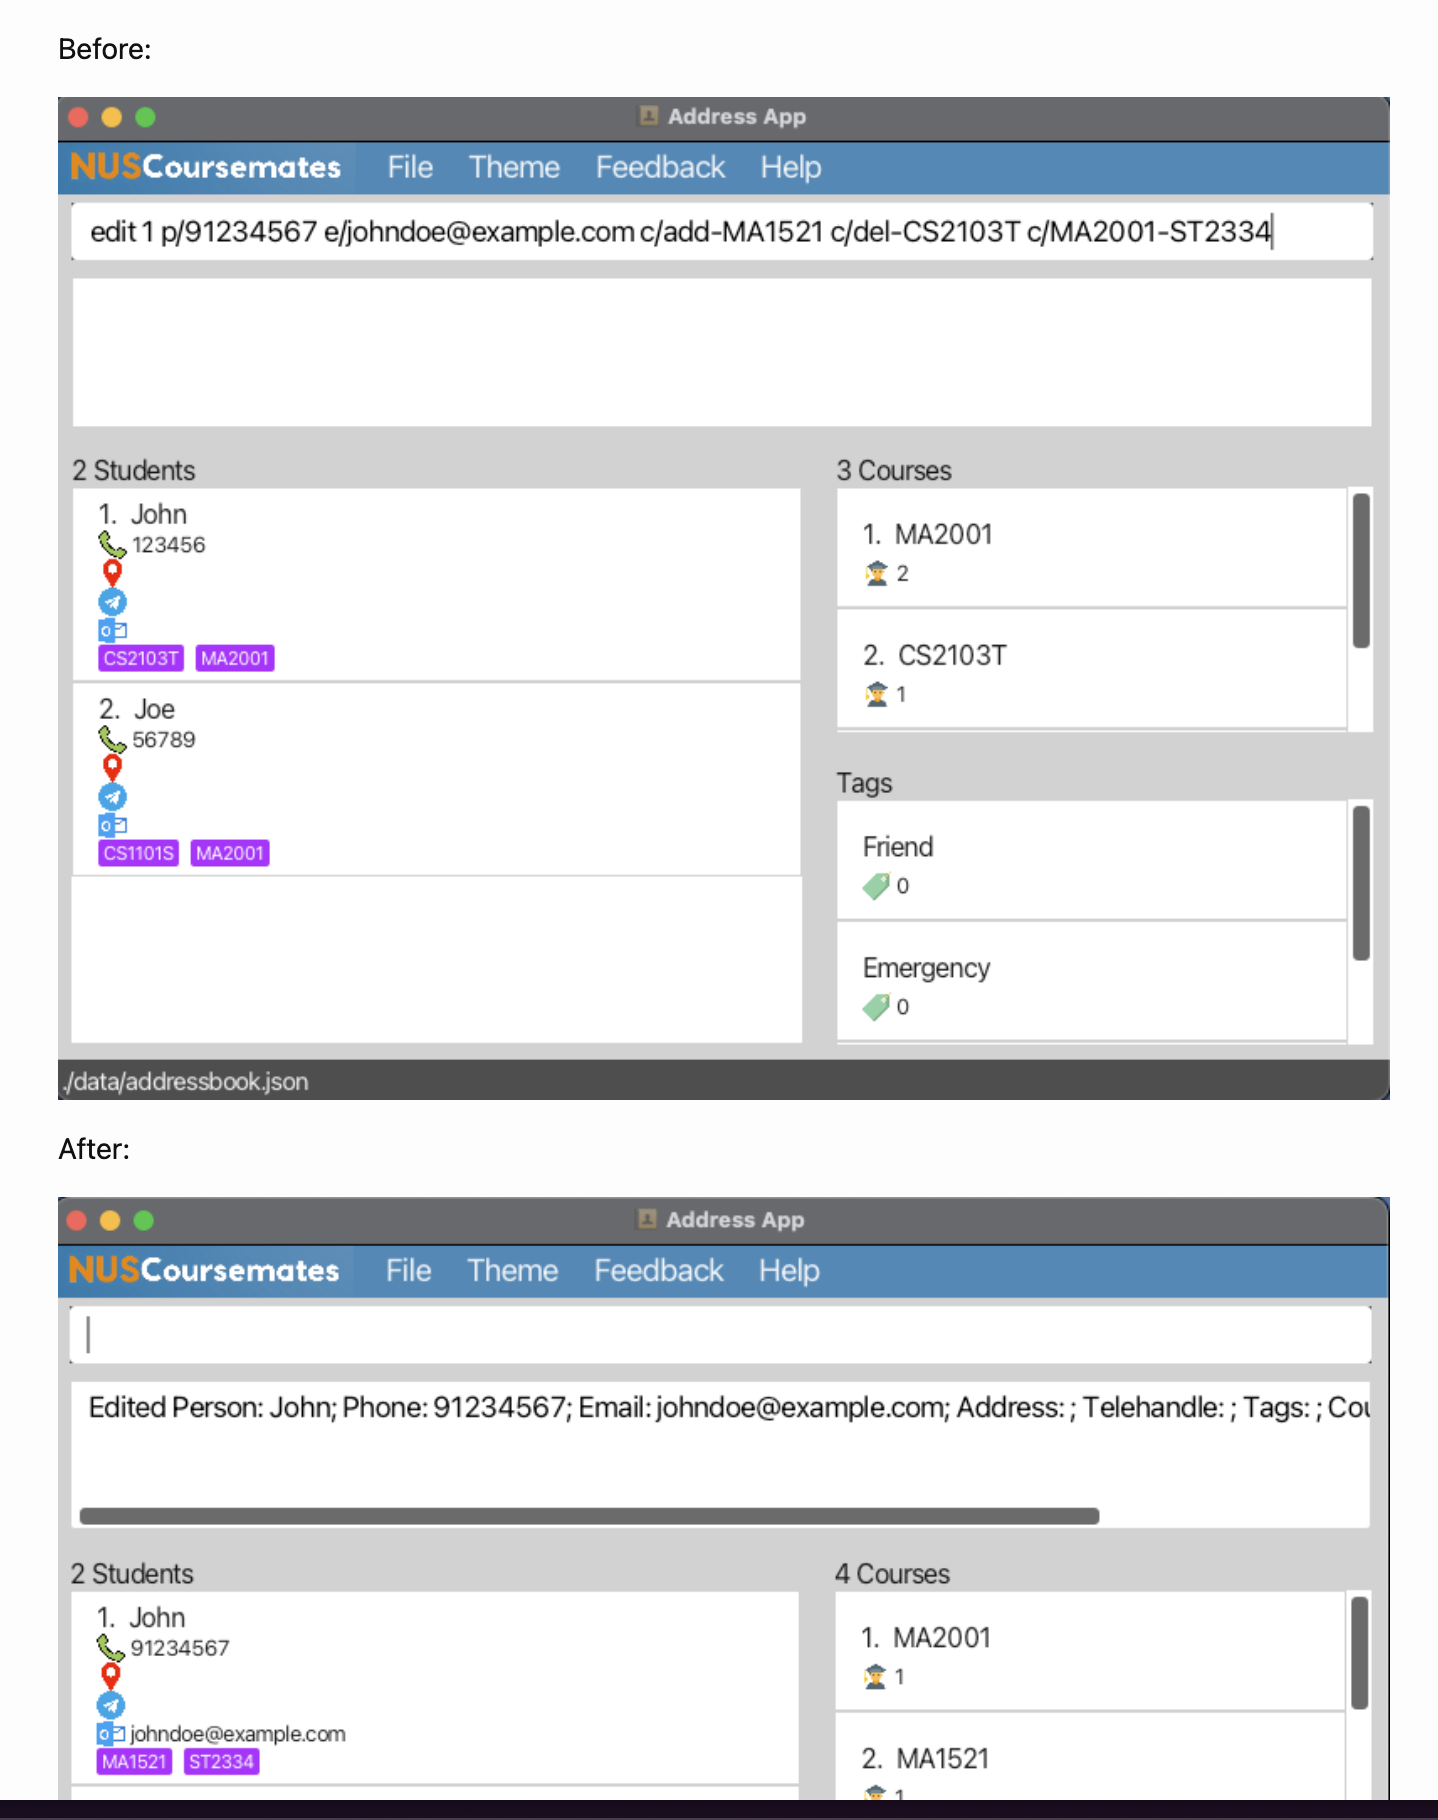 Before:
Address App
NUSCoursemates File Theme Feedback Help
edit 1 p/91234567 e/johndoe@example.com c/add-MA1521 c/del-CS2103T c/MA2001-ST2334
2 Students
1. John
123456
CS2103T MA2001
2. Joe
56789
CS1101S MA2001
3 Courses
1. MA2001
2
2. CS2103T
1
Tags
Friend
0
Emergency
0
./data/addressbook.json
After:
Address App
NUSCoursemates File Theme Feedback Help
Edited Person: John; Phone: 91234567; Email: johndoe@example.com; Address: ; Telehandle: ; Tags: ;
2 Students
1. John
91234567
johndoe@example.com
MA1521 ST2334
4 Courses
1. MA2001
1
2. MA1521
1